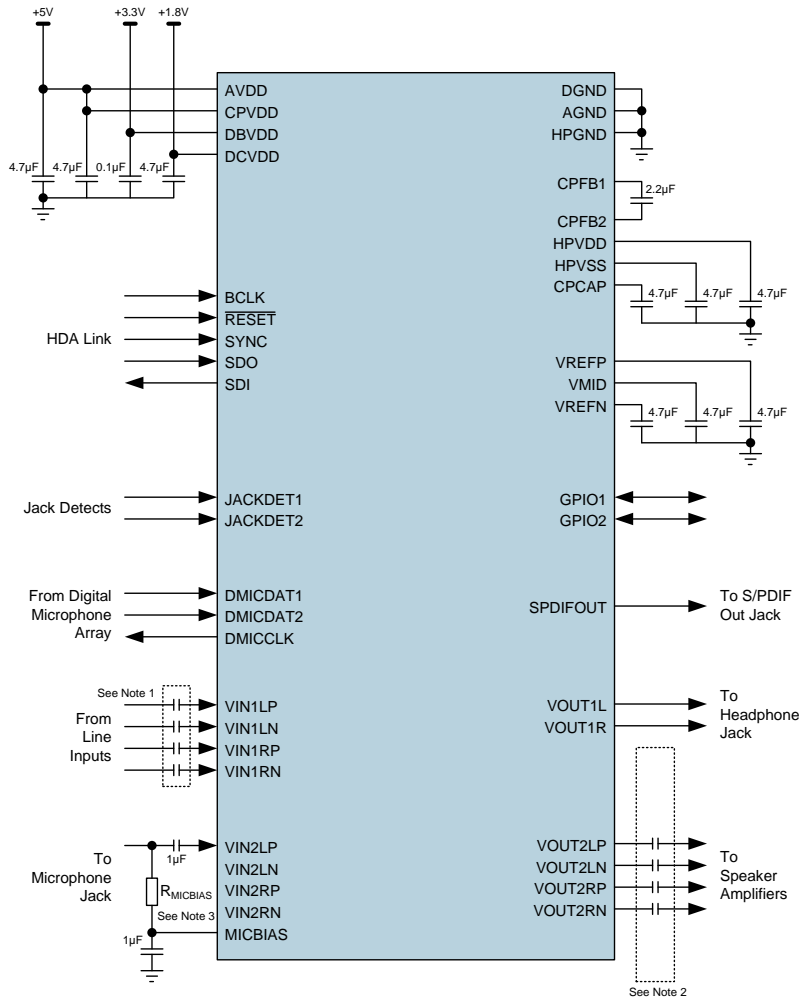 +5V
+3.3V
+1.8V
AVDD
CPVDD
DBVDD
DCVDD
4.7µF
4.7µF
0.1µF
4.7µF
DGND
AGND
HPGND
CPFB1
2.2µF
CPFB2
HPVDD
HPVSS
CPCAP
4.7µF
4.7µF
4.7µF
HDA Link
BCLK
RESET
SYNC
SDO
SDI
VREFP
VMID
VREFN
4.7µF
4.7µF
4.7µF
Jack Detects
JACKDET1
JACKDET2
GPIO1
GPIO2
From Digital
Microphone
Array
DMICDAT1
DMICDAT2
DMICCLK
SPDIFOUT
To S/PDIF
Out Jack
See Note 1
From
Line
Inputs
VIN1LP
VIN1LN
VIN1RP
VIN1RN
VOUT1L
VOUT1R
To
Headphone
Jack
To
Microphone
Jack
1µF
RMICBIAS
See Note 3
1µF
VIN2LP
VIN2LN
VIN2RP
VIN2RN
MICBIAS
VOUT2LP
VOUT2LN
VOUT2RP
VOUT2RN
To
Speaker
Amplifiers
See Note 2